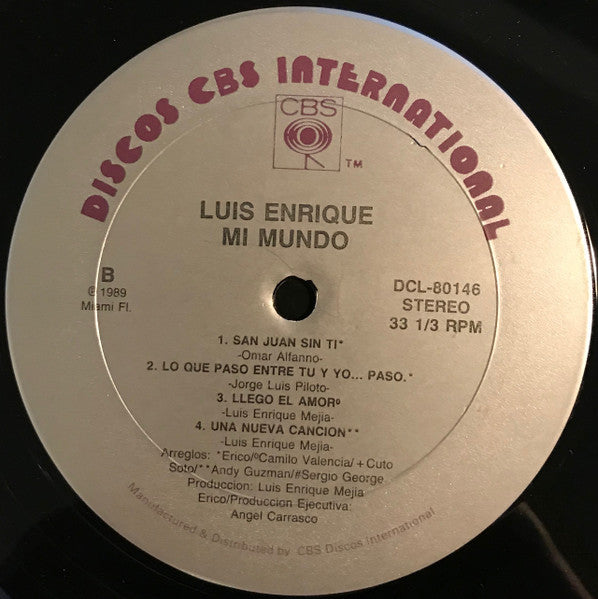 DISCOS CBS INTERNATIONAL
CBS
TM
LUIS ENRIQUE
MI MUNDO
B
℗ 1989
Miami Fl.
DCL-80146
STEREO
33 1/3 RPM
1. SAN JUAN SIN TI*
-Omar Alfanno-
2. LO QUE PASO ENTRE TU Y YO... PASO.*
-Jorge Luis Piloto-
3. LLEGO EL AMORº
-Luis Enrique Mejia-
4. UNA NUEVA CANCION**
-Luis Enrique Mejia-
Arreglos: *Erico/ºCamilo Valencia/+Cuto
Soto/**Andy Guzman/#Sergio George
Produccion: Luis Enrique Mejia
Erico/Produccion Ejecutiva:
Angel Carrasco
Manufactured & Distributed by CBS Discos International